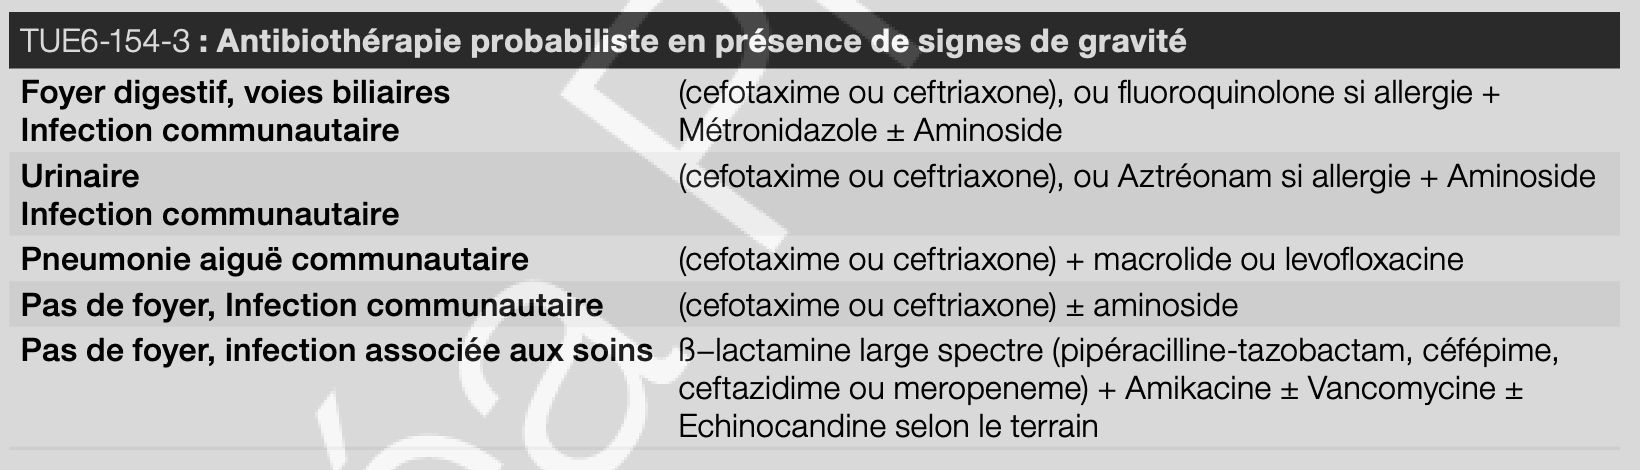 TUE6-154-3 : Antibiothérapie probabiliste en présence de signes de gravité
Foyer digestif, voies biliaires
Infection communautaire
(cefotaxime ou ceftriaxone), ou fluoroquinolone si allergie +
Métronidazole ± Aminoside
Urinaire
Infection communautaire
(cefotaxime ou ceftriaxone), ou Aztréonam si allergie + Aminoside
Pneumonie aiguë communautaire
(cefotaxime ou ceftriaxone) + macrolide ou levofloxacine
Pas de foyer, Infection communautaire
(cefotaxime ou ceftriaxone) ± aminoside
Pas de foyer, infection associée aux soins
ß–lactamine large spectre (pipéracilline-tazobactam, céfépime,
ceftazidime ou meropeneme) + Amikacine ± Vancomycine ±
Echinocandine selon le terrain